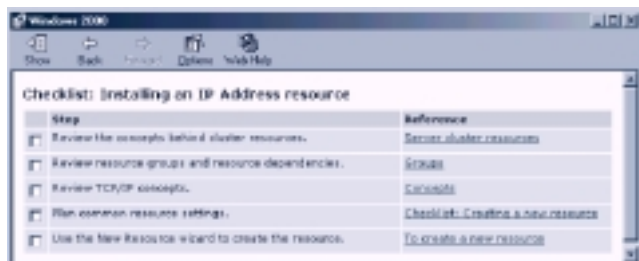 Windows 2000
Show Back Forward Options Web Help
Checklist: Installing an IP Address resource
Step Reference
Review the concepts behind cluster resources. Server cluster resources
Review resource groups and resource dependencies. Groups
Review TCP/IP concepts. Concepts
Plan common resource settings. Checklist: Creating a new resource
Use the New Resource wizard to create the resource. To create a new resource